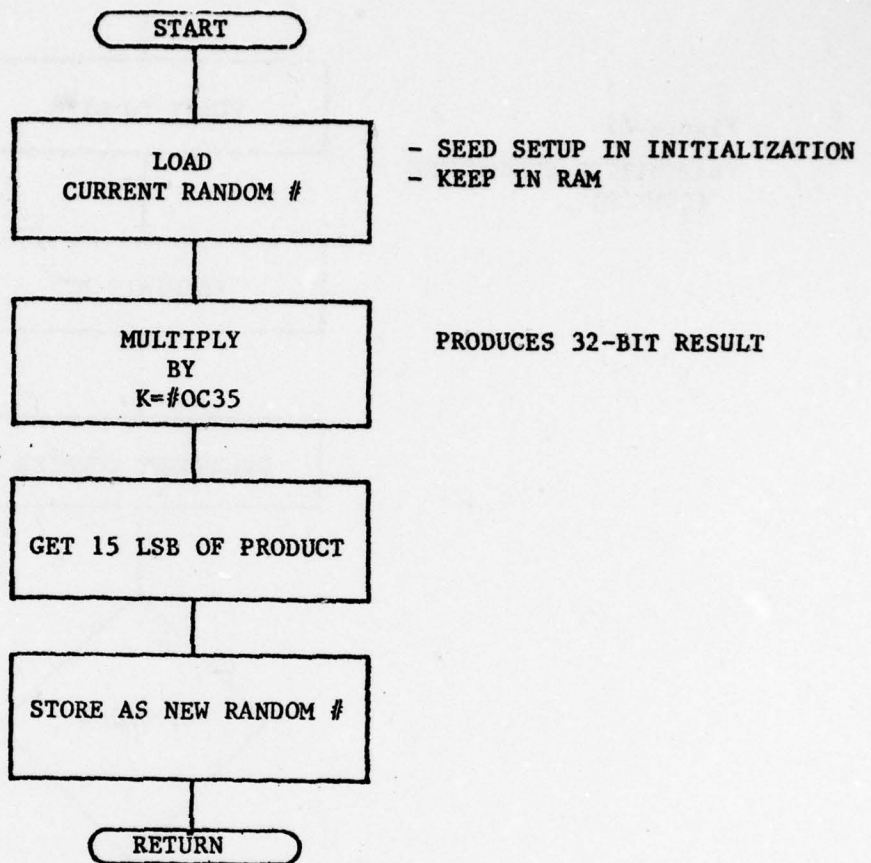 START
LOAD
CURRENT RANDOM #
- SEED SETUP IN INITIALIZATION
- KEEP IN RAM
MULTIPLY
BY
K=#0C35
PRODUCES 32-BIT RESULT
GET 15 LSB OF PRODUCT
STORE AS NEW RANDOM #
RETURN